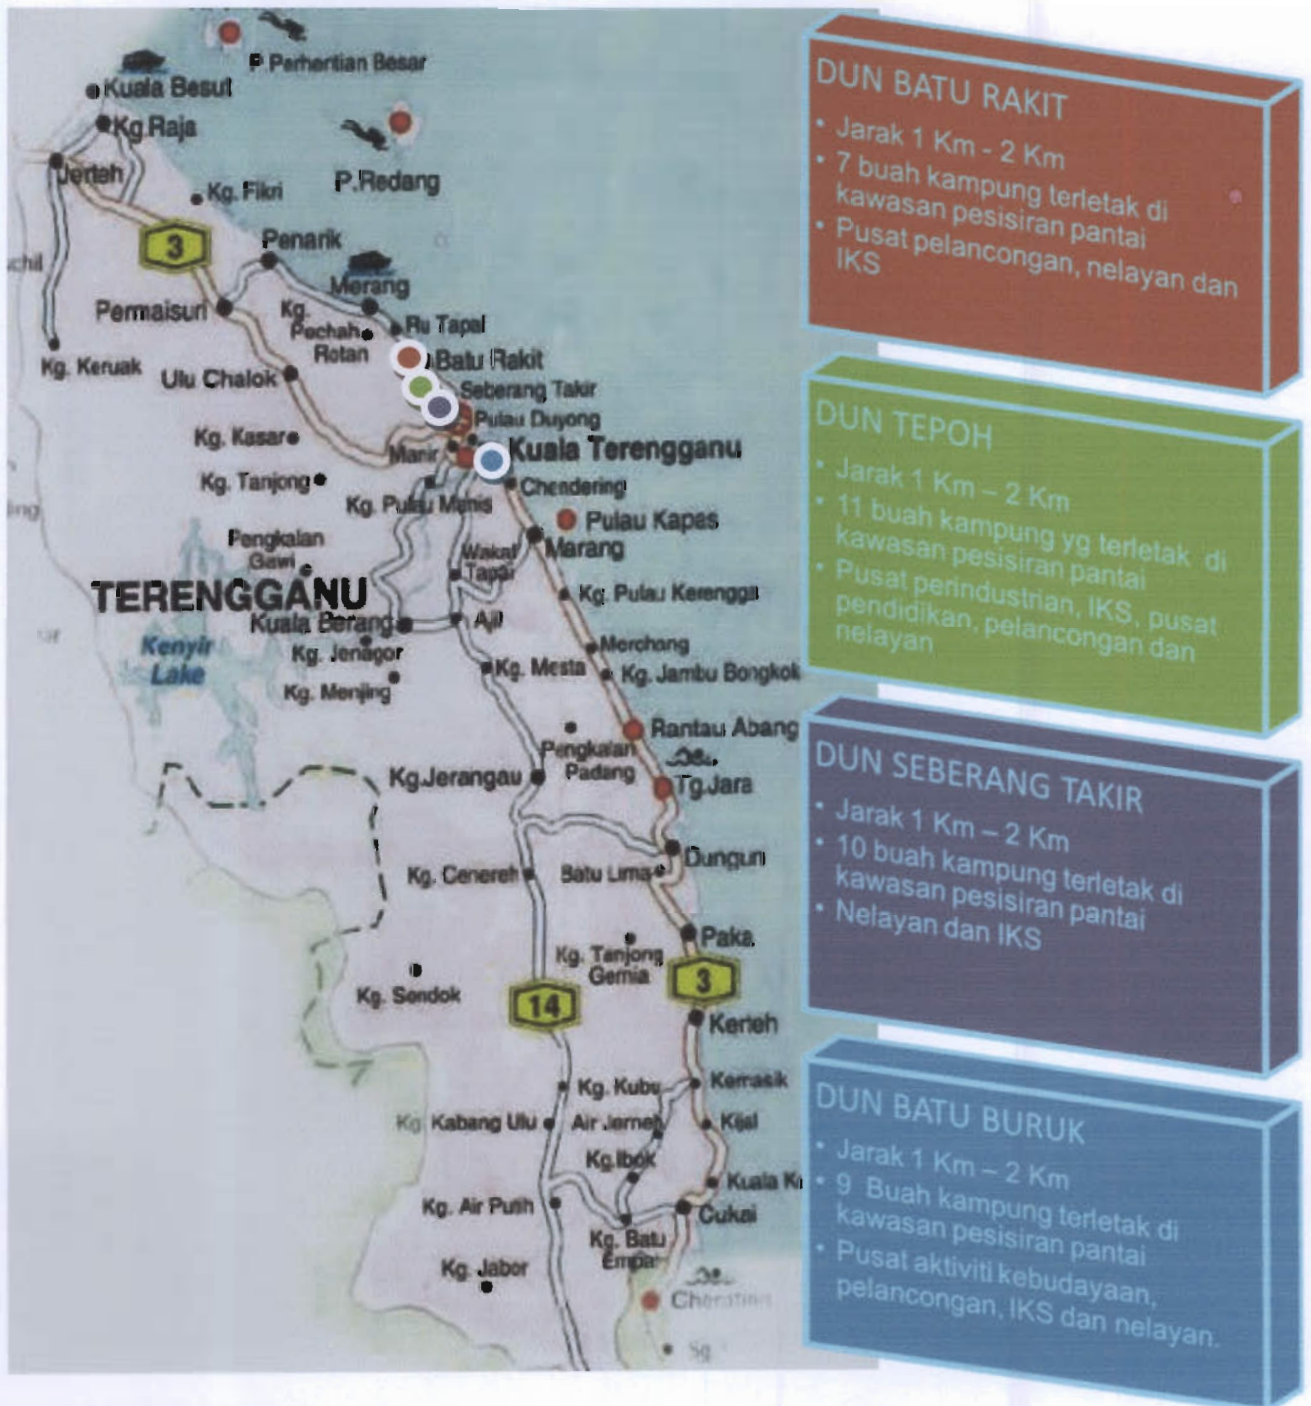 P Perhentian Besar
Kuala Besut
Kg.Raja
Jerteh
Kg. Fikri
P.Redang
3
Penarik
Merang
Permaisuri
Kg.
Pechah
Rotan
Ru Tapai
Kg. Keruak
Ulu Chalok
Batu Rakit
Seberang Takir
Pulau Duyong
Kg. Kasar
Manir
Kuala Terengganu
Kg. Tanjong
Kg. Pulau Manis
Chendering
Pulau Kapas
Pengkalan
Gawi
Wakaf
Tapai
Marang
TERENGGANU
Kg. Pulau Kerengga
Kuala Berang
Ajil
Kenyir
Lake
Kg. Jenagor
Merchang
Kg. Mesta
Kg. Jambu Bongkok
Kg. Menjing
Rantau Abang
Pengkalan
Padang
Kg.Jerangau
Tg.Jara
Dungun
Kg. Cenereh
Batu Lima
Paka
Kg. Tanjong
Gernia
3
Kg. Sendok
14
Kerteh
Kg. Kubu
Kemasik
Kg. Kabang Ulu
Air Jerneh
Kijal
Kg.Ibok
Kuala
Kg. Air Putih
Cukai
Kg. Batu
Empat
Kg. Jabor
Sg
DUN BATU RAKIT
• Jarak 1 Km - 2 Km
• 7 buah kampung terletak di
kawasan pesisiran pantai
• Pusat pelancongan, nelayan dan
IKS
DUN TEPOH
• Jarak 1 Km – 2 Km
• 11 buah kampung yg terletak di
kawasan pesisiran pantai
• Pusat perindustrian, IKS, pusat
pendidikan, pelancongan dan
nelayan
DUN SEBERANG TAKIR
• Jarak 1 Km – 2 Km
• 10 buah kampung terletak di
kawasan pesisiran pantai
• Nelayan dan IKS
DUN BATU BURUK
• Jarak 1 Km – 2 Km
• 9 Buah kampung terletak di
kawasan pesisiran pantai
• Pusat aktiviti kebudayaan,
pelancongan, IKS dan nelayan.